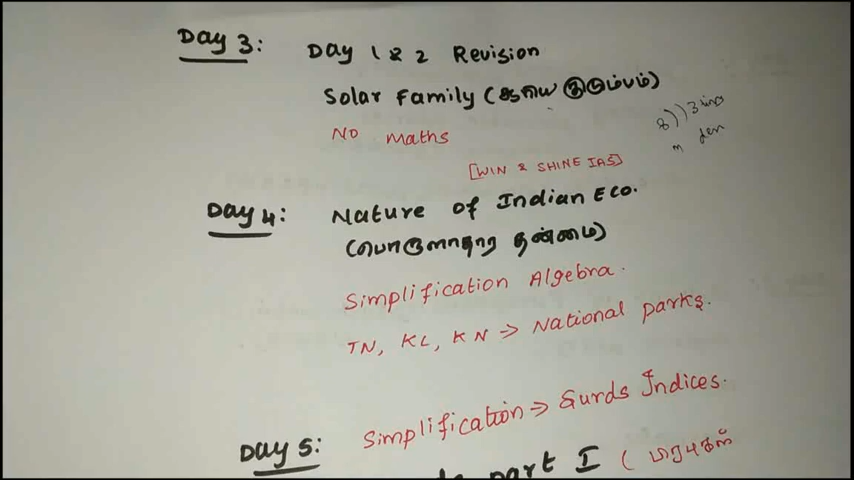 Day 3: Day 1 & 2 Revision
Solar Family (சூரிய குடும்பம்)
No maths
[WIN & SHINE IAS]
Day 4: Nature of Indian Eco.
(பொருளாதார தன்மை)
Simplification Algebra.
TN, KL, KN → National parks.
Day 5: Simplification → Surds Indices.
part I (